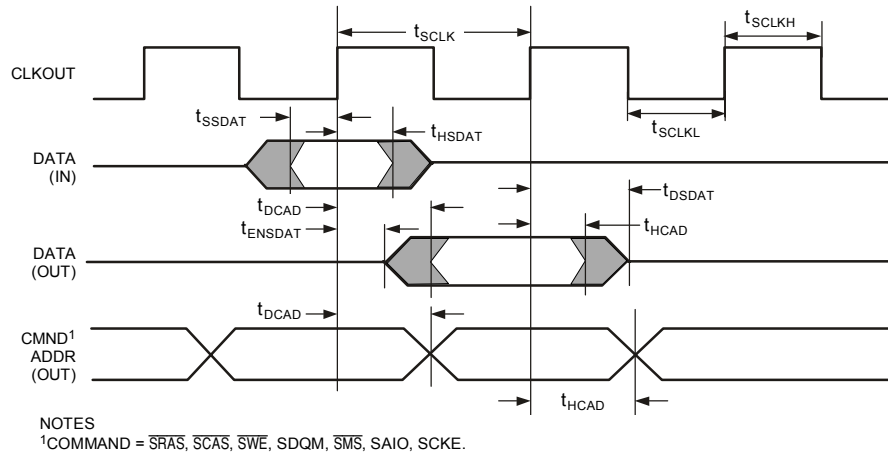 tSCLK
tSCLKH
CLKOUT
tSSDAT
tHSDAT
tSCLKL
DATA
(IN)
tDCAD
tDSDAT
tENSDAT
tHCAD
DATA
(OUT)
tDCAD
CMND1
ADDR
(OUT)
tHCAD
NOTES
1COMMAND = SRAS, SCAS, SWE, SDQM, SMS, SAIO, SCKE.